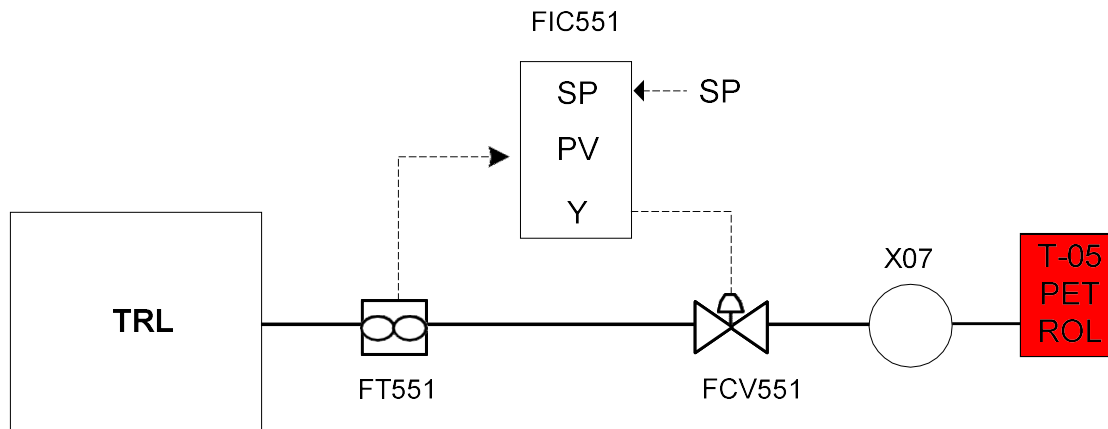 FIC551
SP
SP
PV
Y
X07
T-05
PET
ROL
TRL
FT551
FCV551